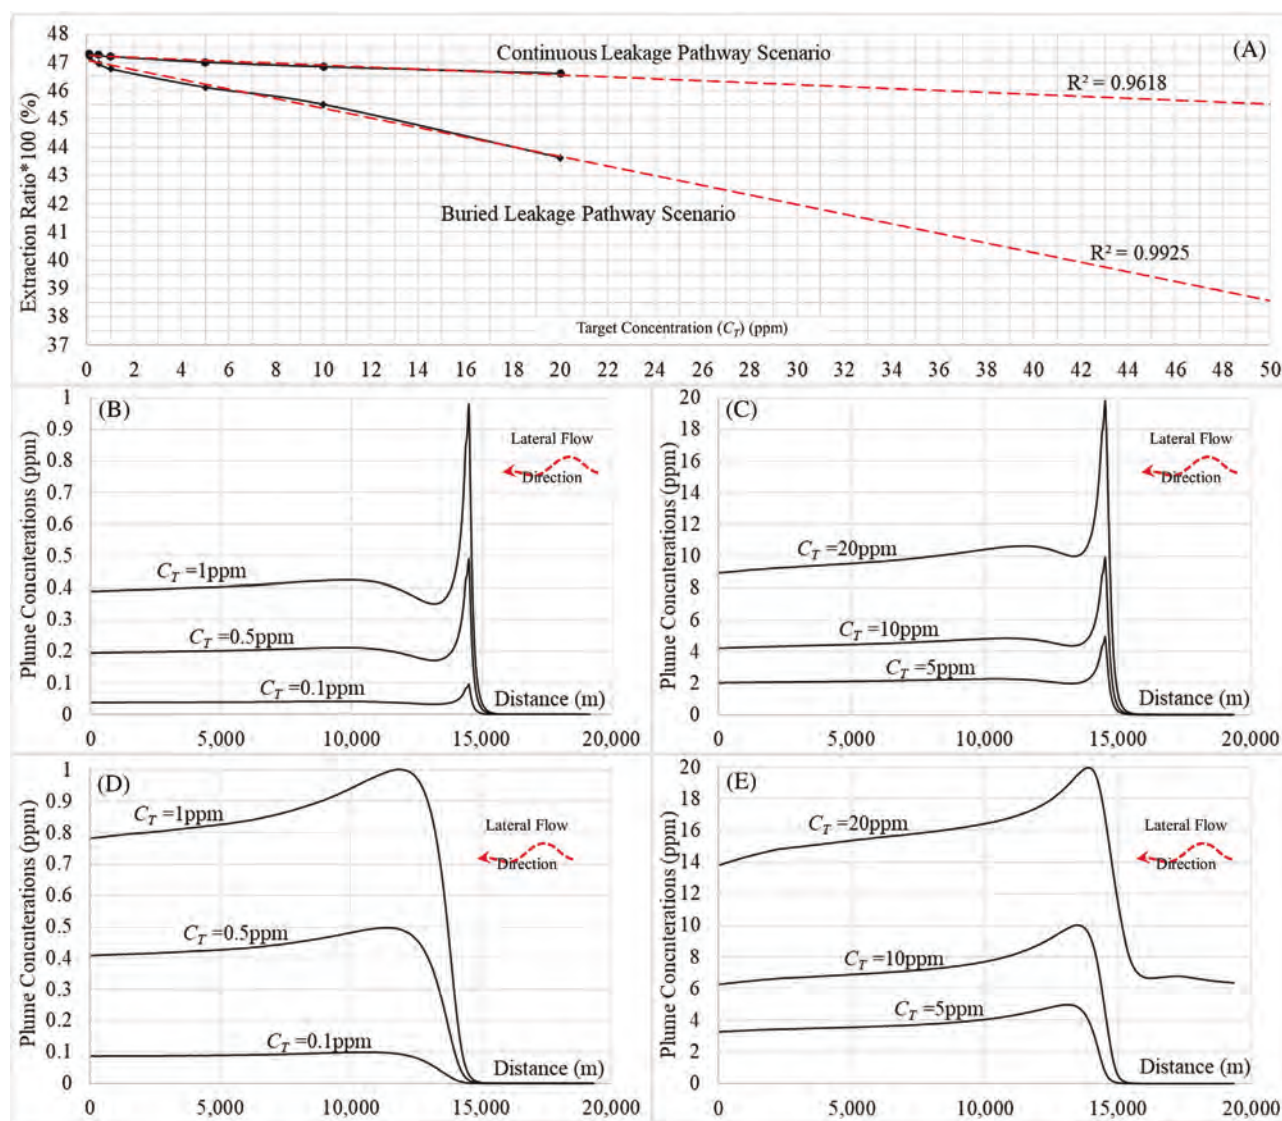 48
47
46
45
44
43
42
41
40
39
38
37
Extraction Ratio*100 (%)
Continuous Leakage Pathway Scenario
(A)
R² = 0.9618
Buried Leakage Pathway Scenario
R² = 0.9925
Target Concentration (C_T) (ppm)
0 2 4 6 8 10 12 14 16 18 20 22 24 26 28 30 32 34 36 38 40 42 44 46 48 50
(B)
1
0.9
0.8
0.7
0.6
0.5
0.4
0.3
0.2
0.1
0
Plume Concnterations (ppm)
Lateral Flow
Direction
C_T =1ppm
C_T =0.5ppm
C_T =0.1ppm
Distance (m)
0 5,000 10,000 15,000 20,000
(C)
20
18
16
14
12
10
8
6
4
2
0
Plume Concnterations (ppm)
Lateral Flow
Direction
C_T =20ppm
C_T =10ppm
C_T =5ppm
Distance (m)
0 5,000 10,000 15,000 20,000
(D)
1
0.9
0.8
0.7
0.6
0.5
0.4
0.3
0.2
0.1
0
Plume Concnterations (ppm)
Lateral Flow
Direction
C_T =1ppm
C_T =0.5ppm
C_T =0.1ppm
Distance (m)
0 5,000 10,000 15,000 20,000
(E)
20
18
16
14
12
10
8
6
4
2
0
Plume Concnterations (ppm)
Lateral Flow
Direction
C_T =20ppm
C_T =10ppm
C_T =5ppm
Distance (m)
0 5,000 10,000 15,000 20,000